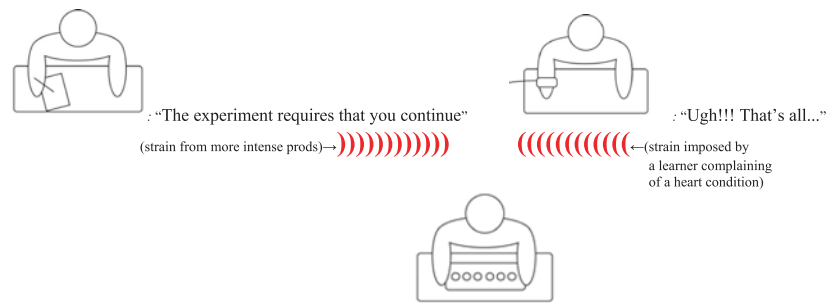 : “The experiment requires that you continue”
: “Ugh!!! That’s all...”
(strain from more intense prods)→
←(strain imposed by
a learner complaining
of a heart condition)